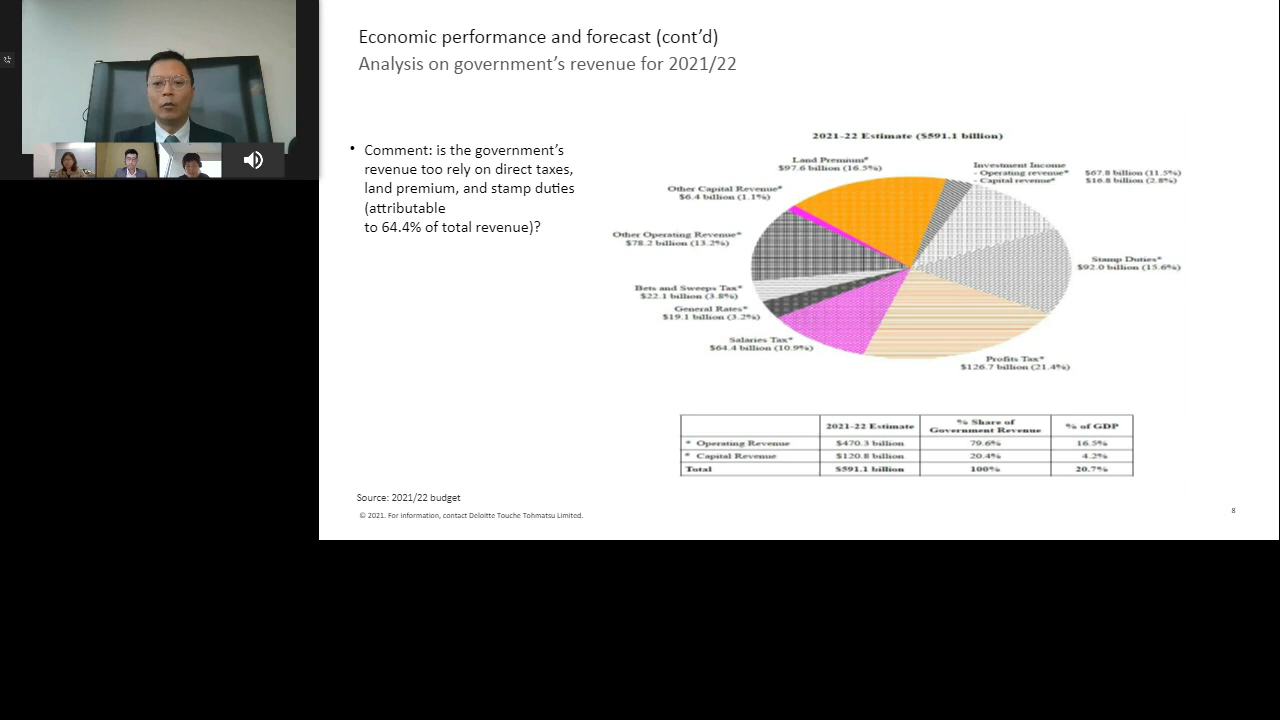 Economic performance and forecast (cont’d)
Analysis on government’s revenue for 2021/22
• Comment: is the government’s
revenue too rely on direct taxes,
land premium, and stamp duties
(attributable
to 64.4% of total revenue)?
2021-22 Estimate ($591.1 billion)
Land Premium*
$97.6 billion (16.5%)
Investment Income
- Operating revenue* $67.8 billion (11.5%)
- Capital revenue* $16.8 billion (2.8%)
Other Capital Revenue*
$6.4 billion (1.1%)
Other Operating Revenue*
$78.2 billion (13.2%)
Stamp Duties*
$92.0 billion (15.6%)
Bets and Sweeps Tax*
$22.1 billion (3.8%)
General Rates*
$19.1 billion (3.2%)
Salaries Tax*
$64.4 billion (10.9%)
Profits Tax*
$126.7 billion (21.4%)
2021-22 Estimate % Share of Government Revenue % of GDP
* Operating Revenue $470.3 billion 79.6% 16.5%
* Capital Revenue $120.8 billion 20.4% 4.2%
Total $591.1 billion 100% 20.7%
Source: 2021/22 budget
© 2021. For information, contact Deloitte Touche Tohmatsu Limited.
8